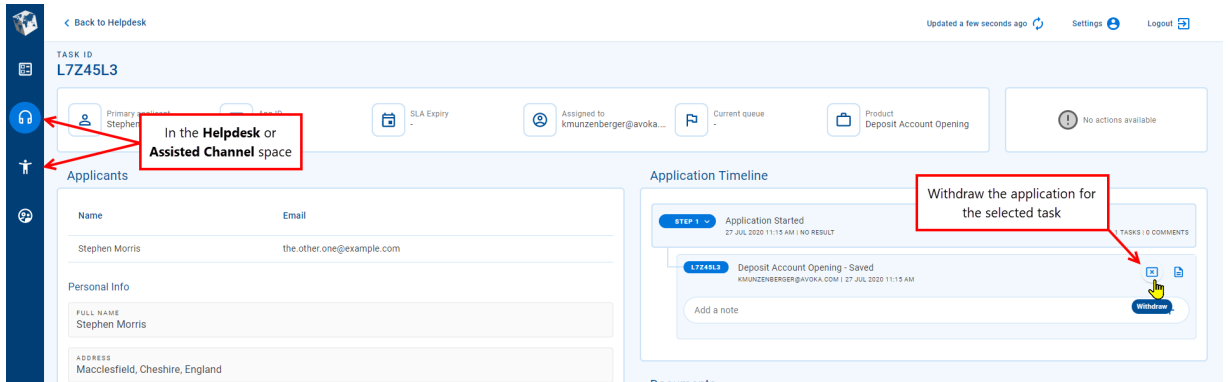 Back to Helpdesk
Updated a few seconds ago
Settings
Logout
TASK ID
L7Z45L3
Primary applicant
Stephen
App ID
SLA Expiry
-
Assigned to
kmunzenberger@avoka....
Current queue
-
Product
Deposit Account Opening
No actions available
In the Helpdesk or
Assisted Channel space
Applicants
Name
Email
Stephen Morris
the.other.one@example.com
Personal Info
FULL NAME
Stephen Morris
ADDRESS
Macclesfield, Cheshire, England
Application Timeline
Withdraw the application for
the selected task
STEP 1
Application Started
27 JUL 2020 11:15 AM | NO RESULT
1 TASKS | 0 COMMENTS
L7Z45L3
Deposit Account Opening - Saved
KMUNZENBERGER@AVOKA.COM | 27 JUL 2020 11:15 AM
Add a note
Withdraw